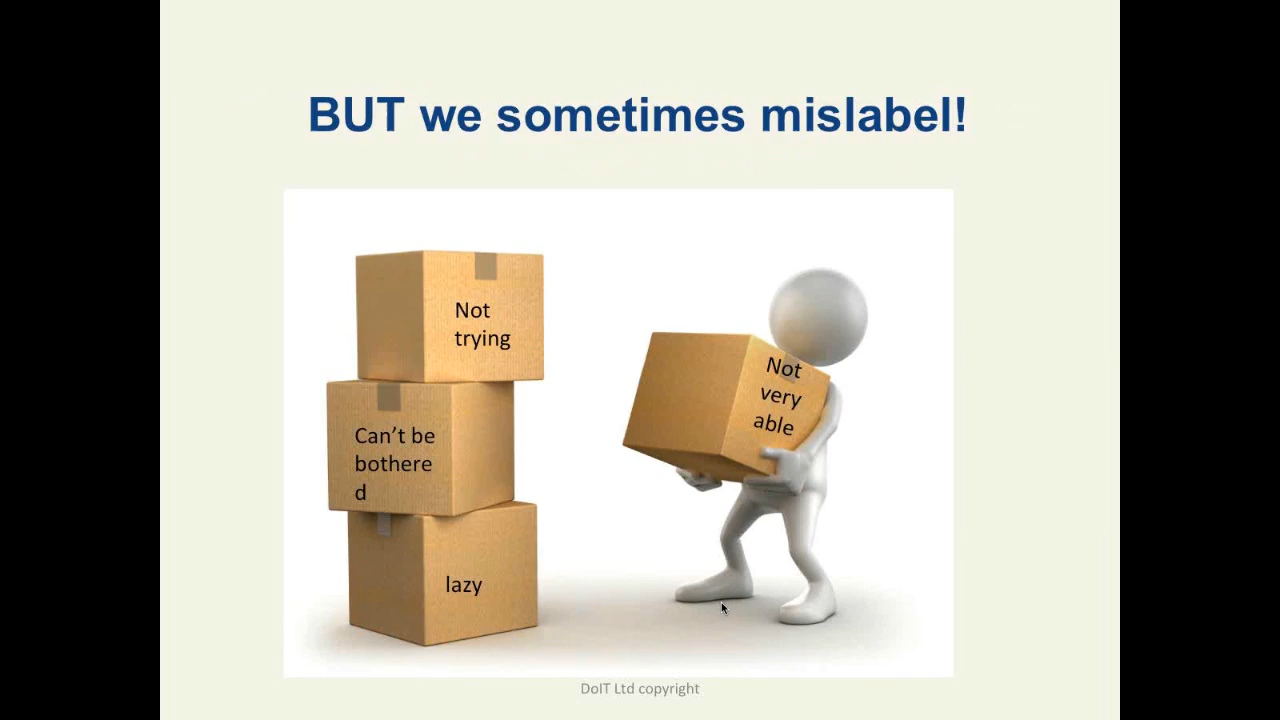 BUT we sometimes mislabel!
Not
trying
Can't be
bothere
d
lazy
Not
very
able
DoIT Ltd copyright